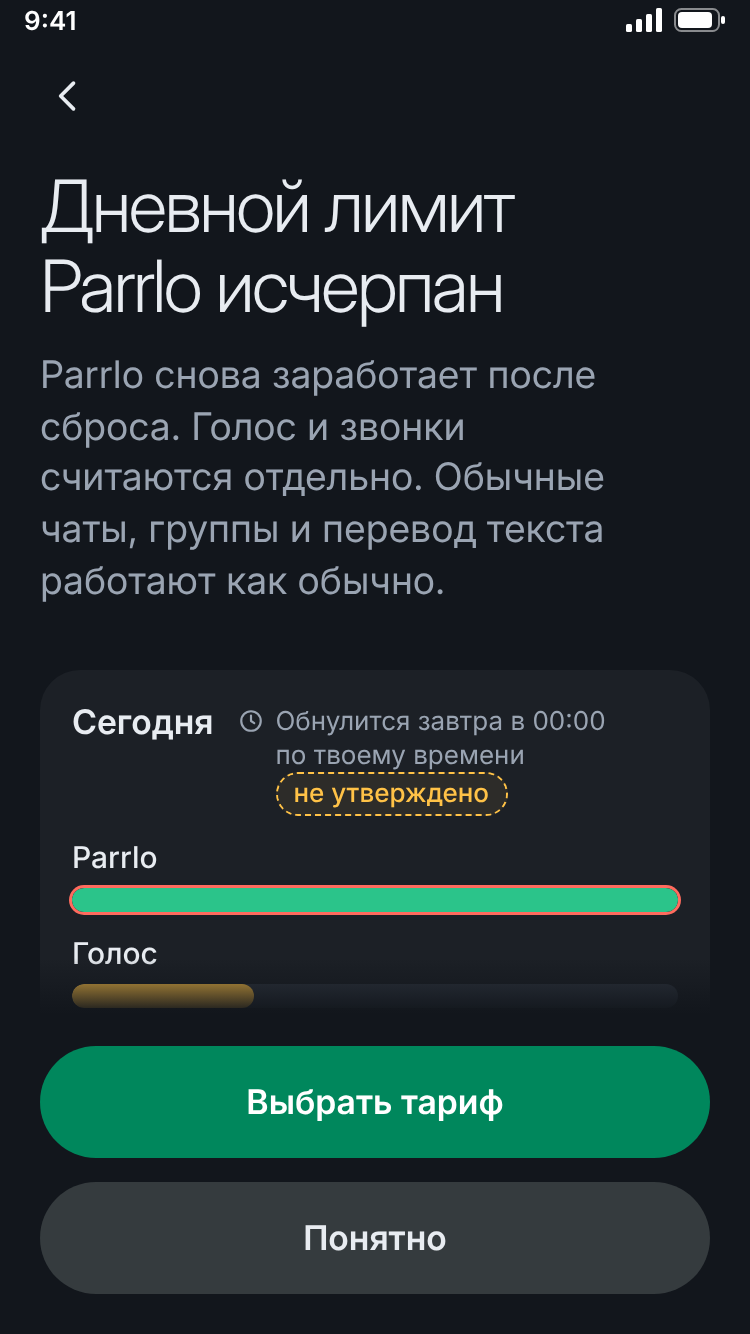 9:41
Дневной лимит
Parrlo исчерпан
Parrlo снова заработает после
сброса. Голос и звонки
считаются отдельно. Обычные
чаты, группы и перевод текста
работают как обычно.
Сегодня
Обнулится завтра в 00:00
по твоему времени
не утверждено
Parrlo
Голос
Выбрать тариф
Понятно